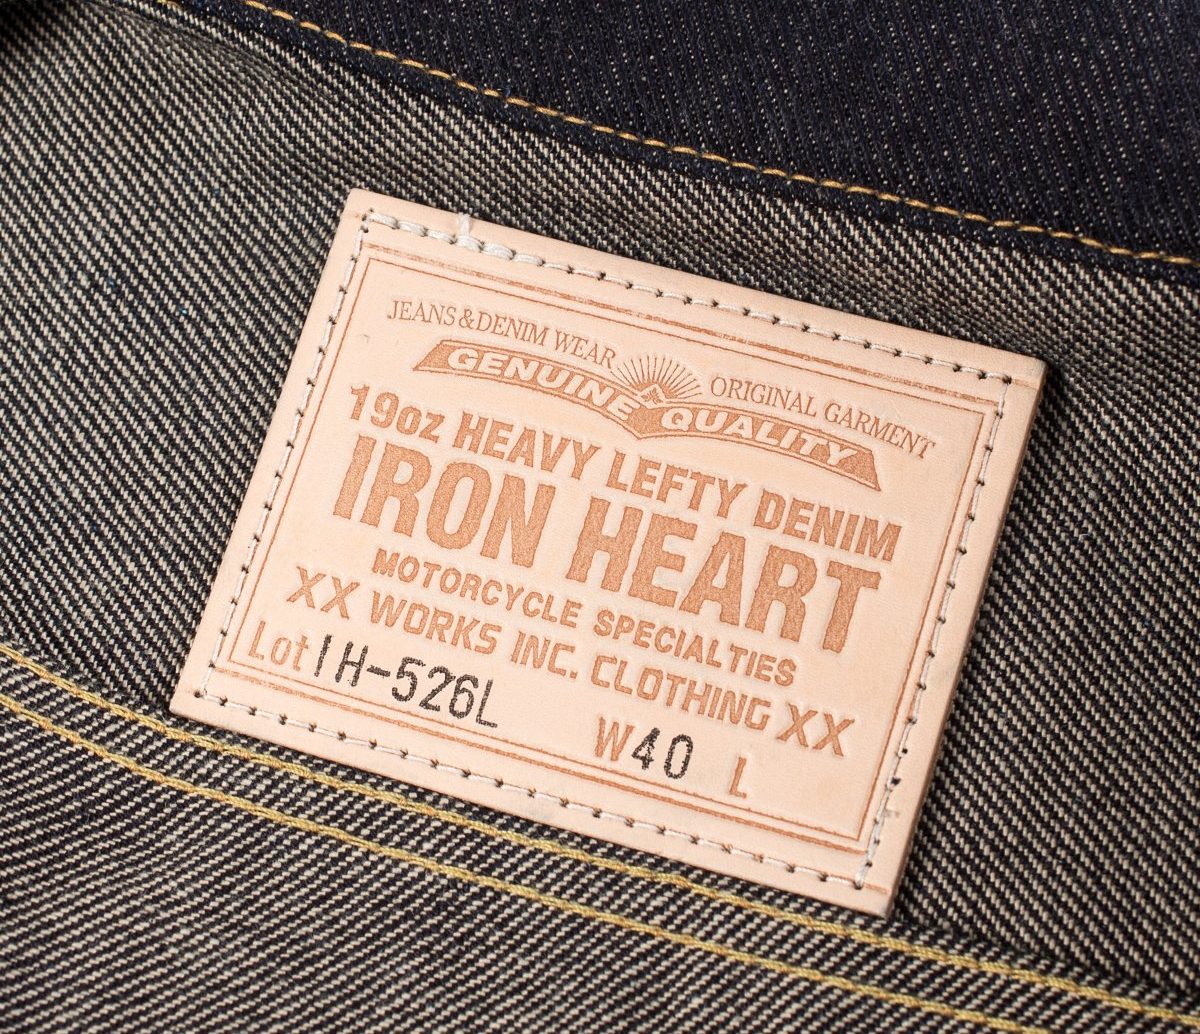 JEANS & DENIM WEAR ORIGINAL GARMENT
GENUINE QUALITY
19oz HEAVY LEFTY DENIM
IRON HEART
MOTORCYCLE SPECIALTIES
XX WORKS INC. CLOTHING XX
Lot IH-526L W40 L